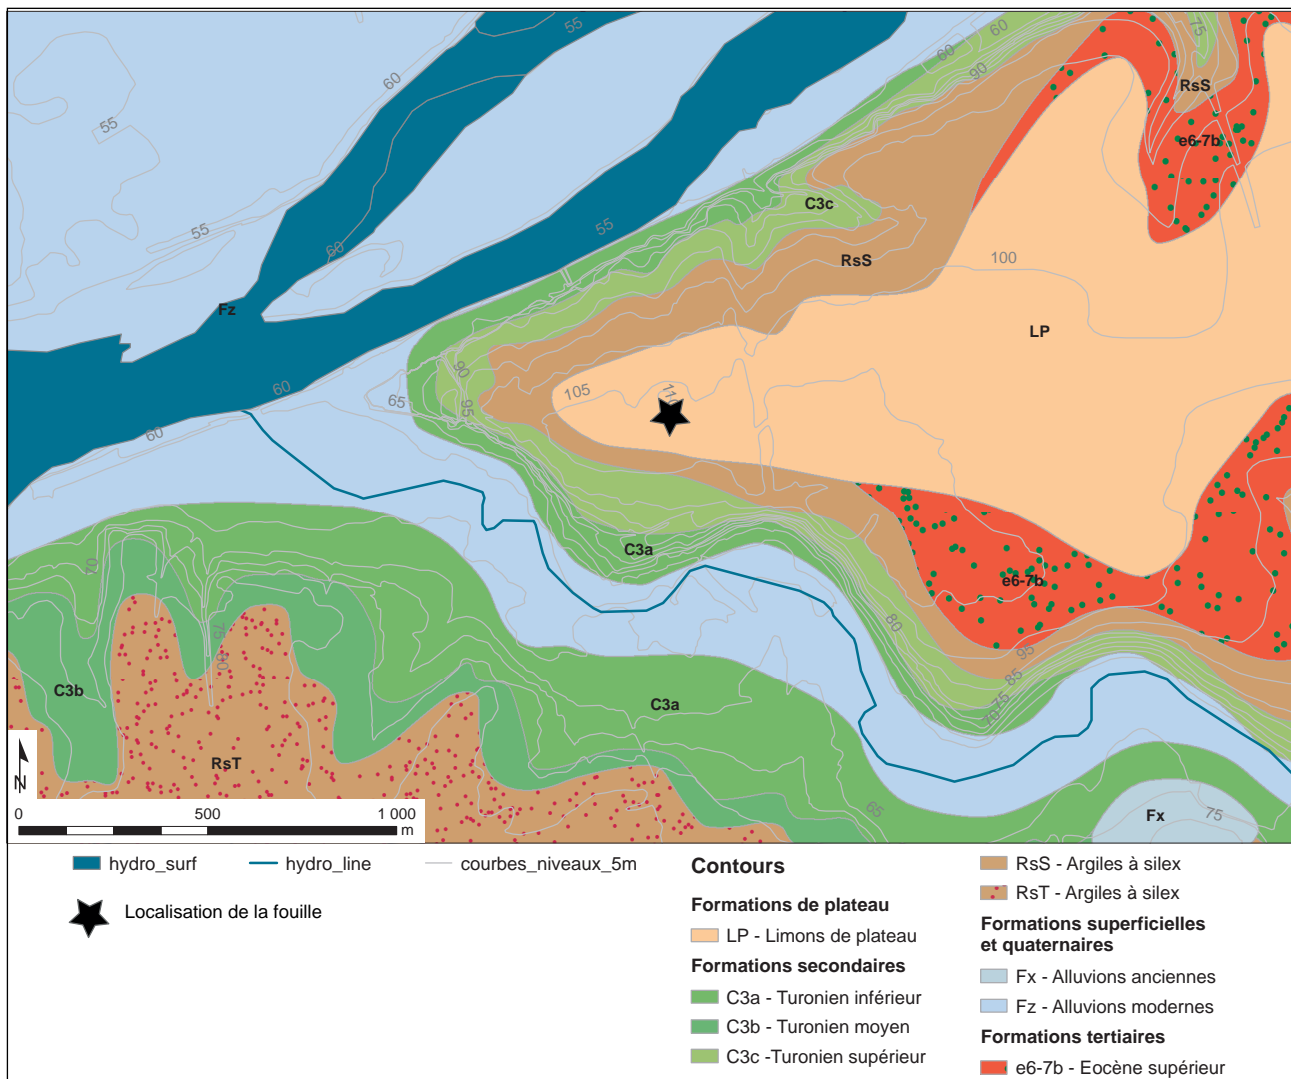 55
60
60
75
90
RsS
55
e6-7b
C3c
55
55
60
RsS
100
Fz
LP
90
60
105
110
65
95
60
C3a
70
e6-7b
80
75
80
95
85
C3b
C3a
75
70
RsT
N
65
Fx
75
0 500 1 000
m
hydro_surf hydro_line courbes_niveaux_5m
Localisation de la fouille
Contours
Formations de plateau
LP - Limons de plateau
Formations secondaires
C3a - Turonien inférieur
C3b - Turonien moyen
C3c -Turonien supérieur
RsS - Argiles à silex
RsT - Argiles à silex
Formations superficielles
et quaternaires
Fx - Alluvions anciennes
Fz - Alluvions modernes
Formations tertiaires
e6-7b - Eocène supérieur